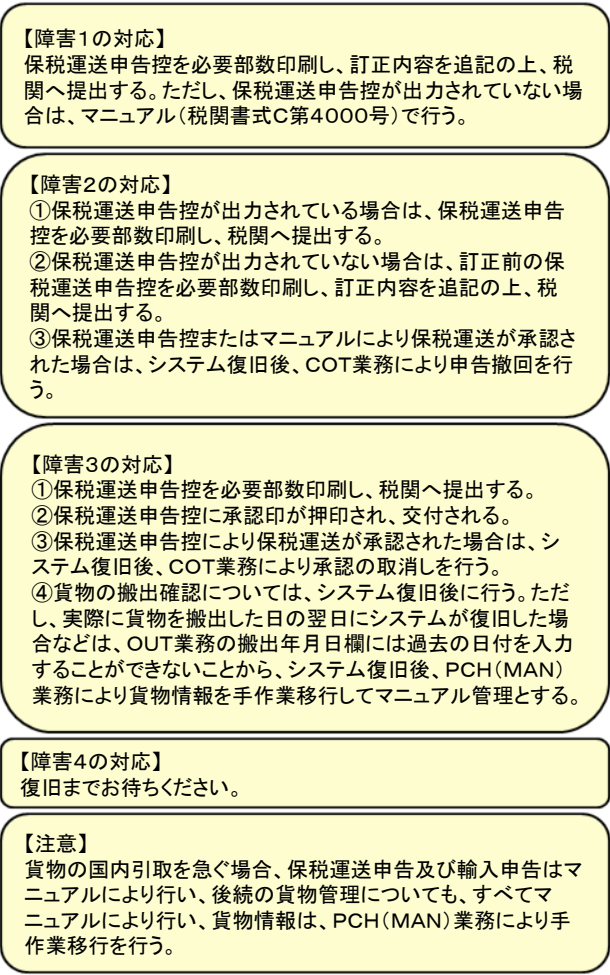 【障害１の対応】
保税運送申告控を必要部数印刷し、訂正内容を追記の上、税
関へ提出する。ただし、保税運送申告控が出力されていない場
合は、マニュアル（税関書式Ｃ第４０００号）で行う。
【障害２の対応】
①保税運送申告控が出力されている場合は、保税運送申告
控を必要部数印刷し、税関へ提出する。
②保税運送申告控が出力されていない場合は、訂正前の保
税運送申告控を必要部数印刷し、訂正内容を追記の上、税
関へ提出する。
③保税運送申告控またはマニュアルにより保税運送が承認さ
れた場合は、システム復旧後、ＣＯＴ業務により申告撤回を行
う。
【障害３の対応】
①保税運送申告控を必要部数印刷し、税関へ提出する。
②保税運送申告控に承認印が押印され、交付される。
③保税運送申告控により保税運送が承認された場合は、シ
ステム復旧後、ＣＯＴ業務により承認の取消しを行う。
④貨物の搬出確認については、システム復旧後に行う。ただ
し、実際に貨物を搬出した日の翌日にシステムが復旧した場
合などは、ＯＵＴ業務の搬出年月日欄には過去の日付を入力
することができないことから、システム復旧後、ＰＣＨ（ＭＡＮ）
業務により貨物情報を手作業移行してマニュアル管理とする。
【障害４の対応】
復旧までお待ちください。
【注意】
貨物の国内引取を急ぐ場合、保税運送申告及び輸入申告はマ
ニュアルにより行い、後続の貨物管理についても、すべてマ
ニュアルにより行い、貨物情報は、ＰＣＨ（ＭＡＮ）業務により手
作業移行を行う。